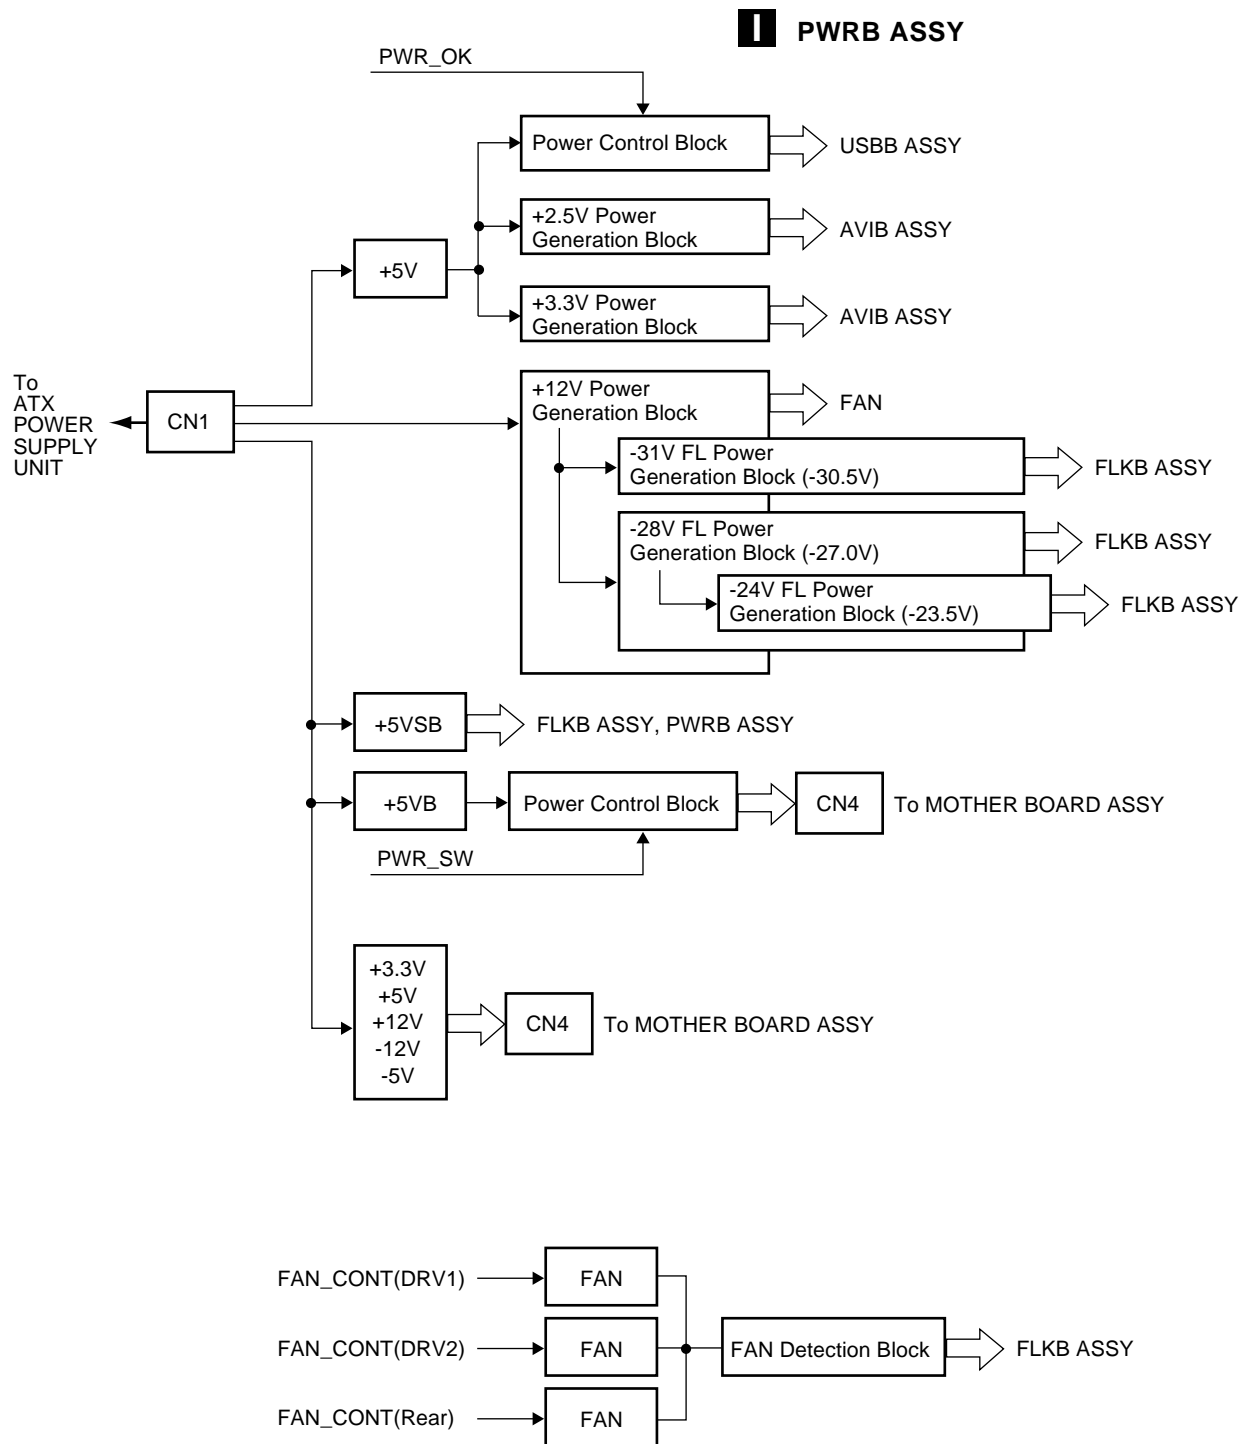 I PWRB ASSY
PWR_OK
Power Control Block
USBB ASSY
+2.5V Power
Generation Block
AVIB ASSY
+5V
+3.3V Power
Generation Block
AVIB ASSY
To
ATX
POWER
SUPPLY
UNIT
CN1
+12V Power
Generation Block
FAN
-31V FL Power
Generation Block (-30.5V)
FLKB ASSY
-28V FL Power
Generation Block (-27.0V)
FLKB ASSY
-24V FL Power
Generation Block (-23.5V)
FLKB ASSY
+5VSB
FLKB ASSY, PWRB ASSY
+5VB
Power Control Block
CN4
To MOTHER BOARD ASSY
PWR_SW
+3.3V
+5V
+12V
-12V
-5V
CN4
To MOTHER BOARD ASSY
FAN_CONT(DRV1)
FAN
FAN_CONT(DRV2)
FAN
FAN Detection Block
FLKB ASSY
FAN_CONT(Rear)
FAN